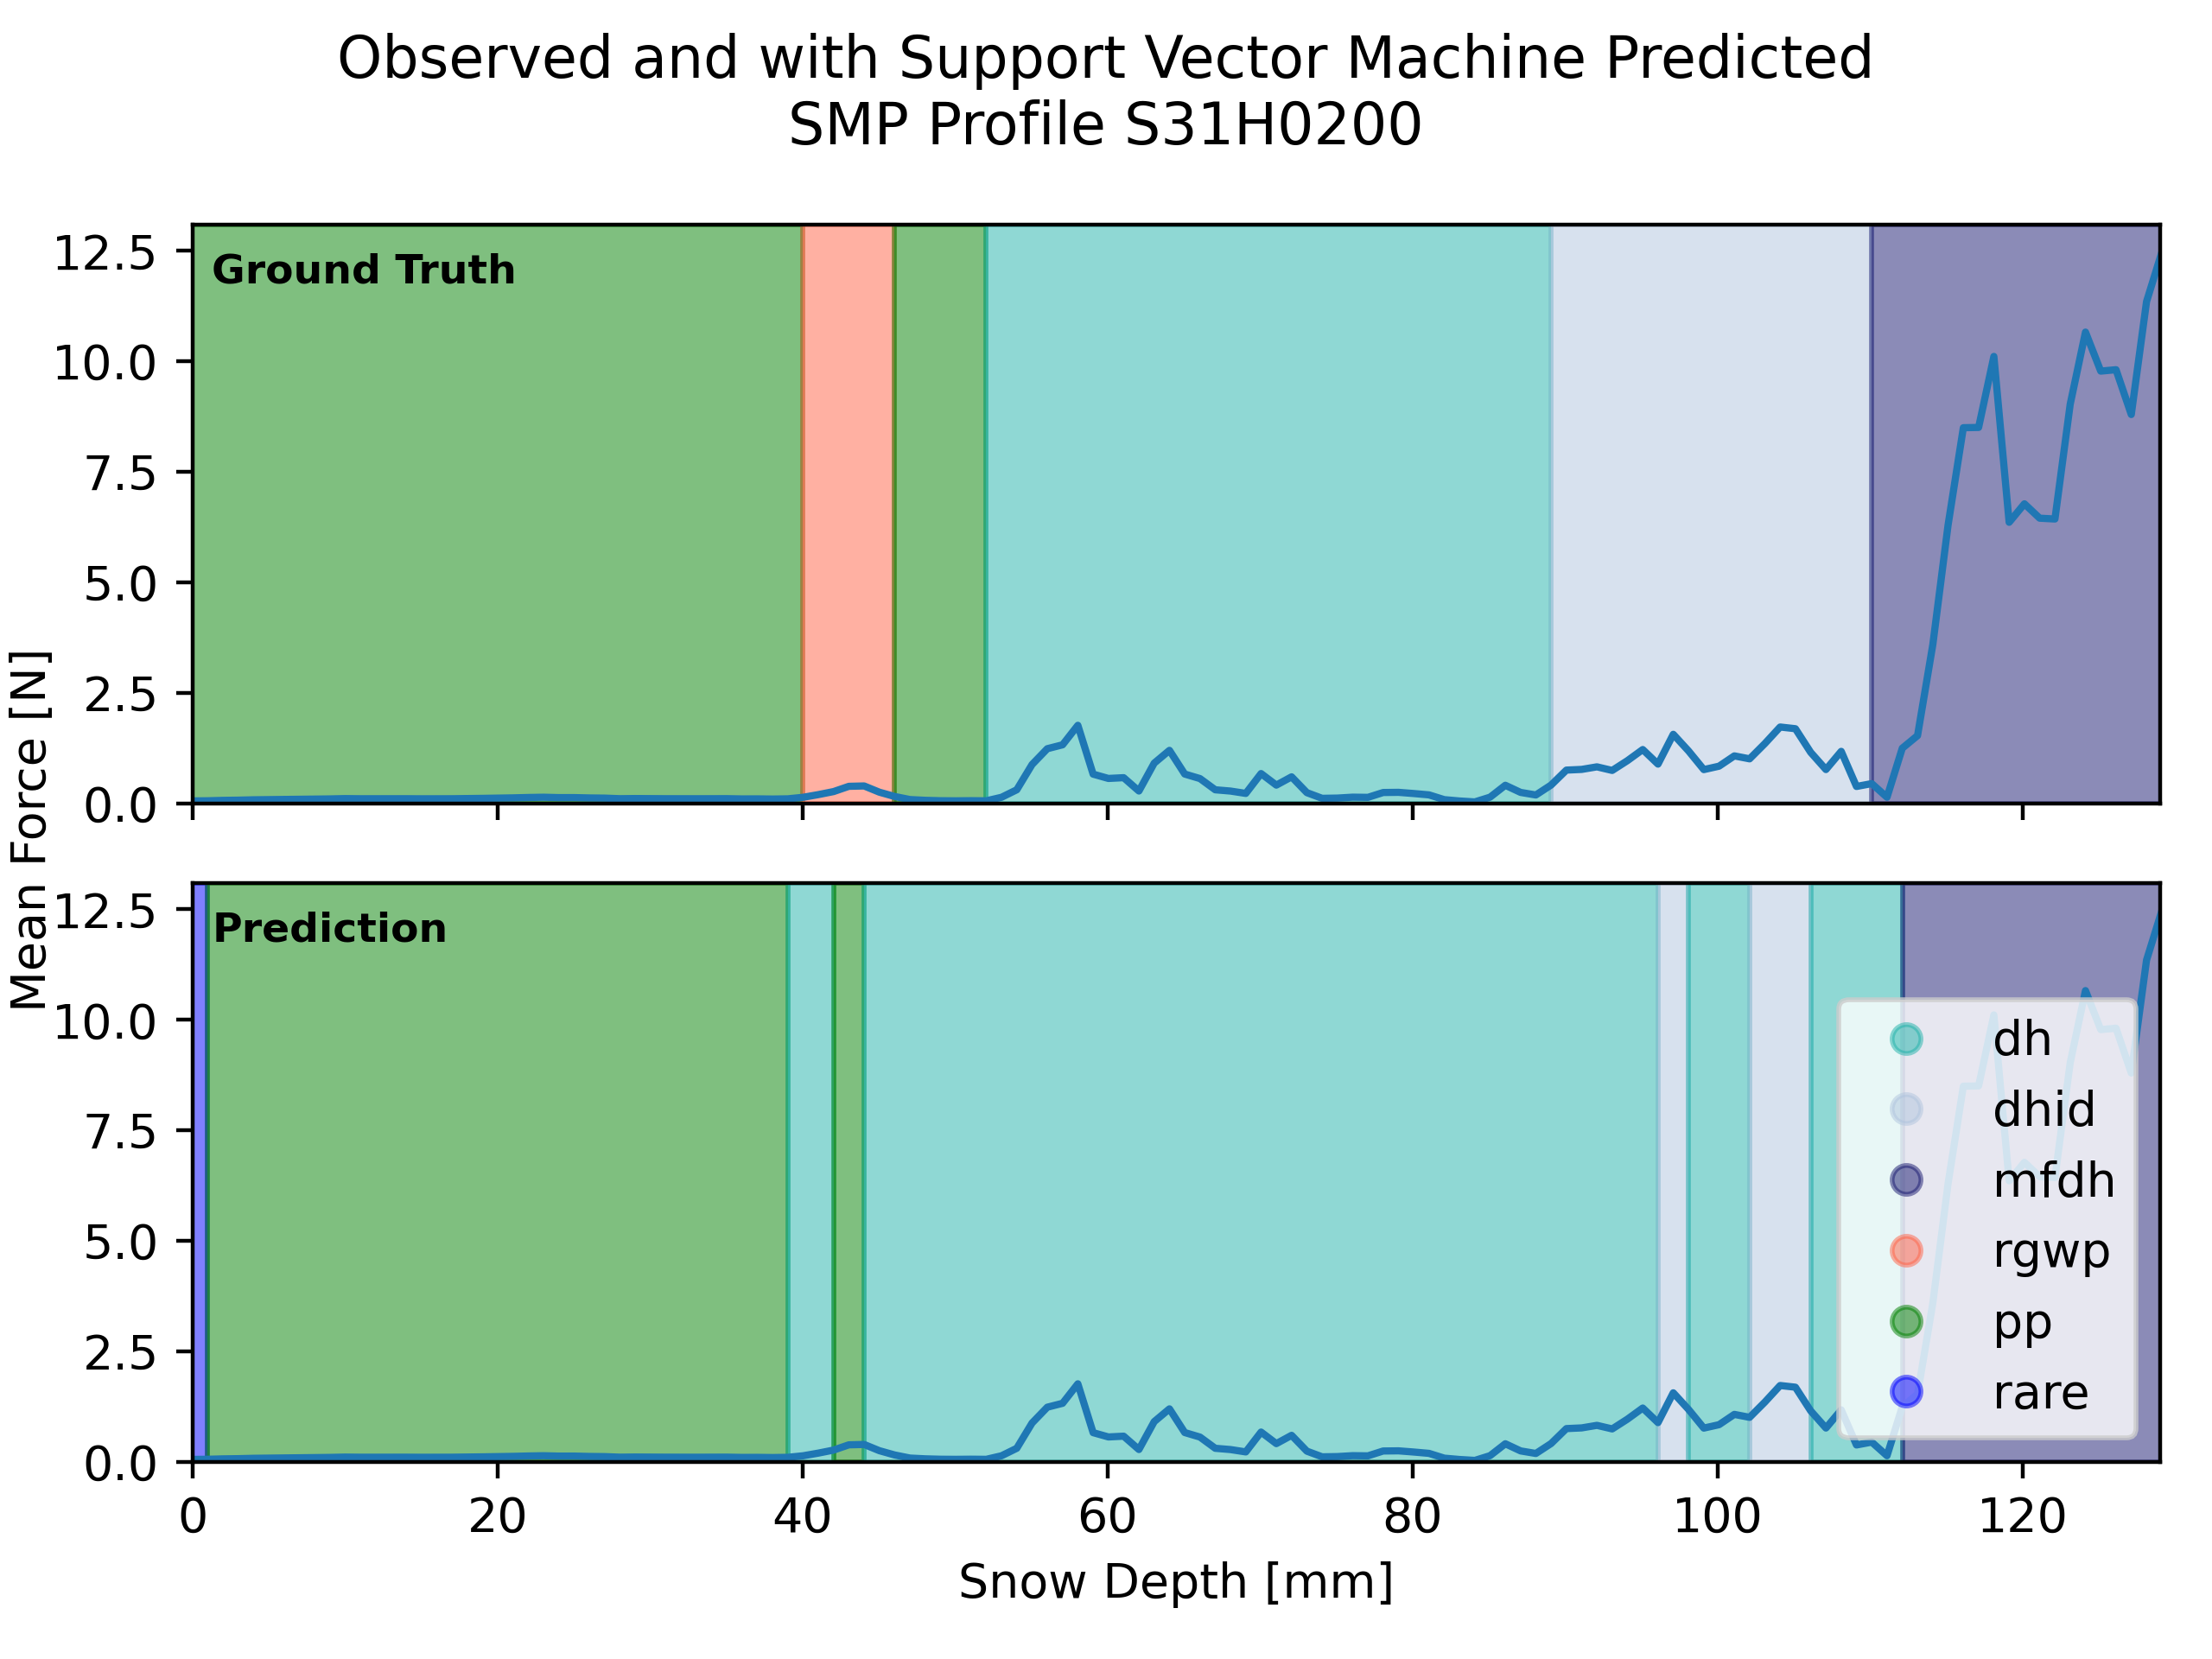 Observed and with Support Vector Machine Predicted
SMP Profile S31H0200
Mean Force [N]
12.5
10.0
7.5
5.0
2.5
0.0
Ground Truth
12.5
10.0
7.5
5.0
2.5
0.0
Prediction
dh
dhid
mfdh
rgwp
pp
rare
0 20 40 60 80 100 120
Snow Depth [mm]